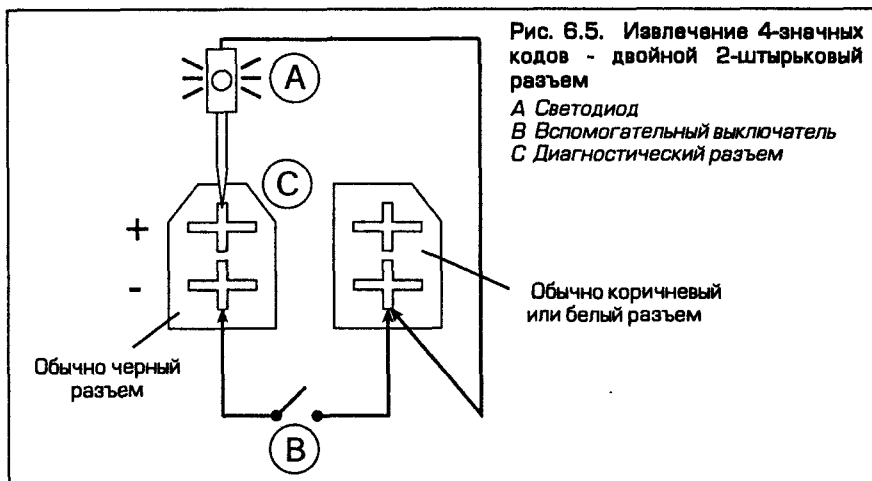 Рис. 6.5. Извлечение 4-значных
кодов - двойной 2-штырьковый
разъем
А Светодиод
В Вспомогательный выключатель
С Диагностический разъем
А
С
+
-
Обычно коричневый
или белый разъем
Обычно черный
разъем
В